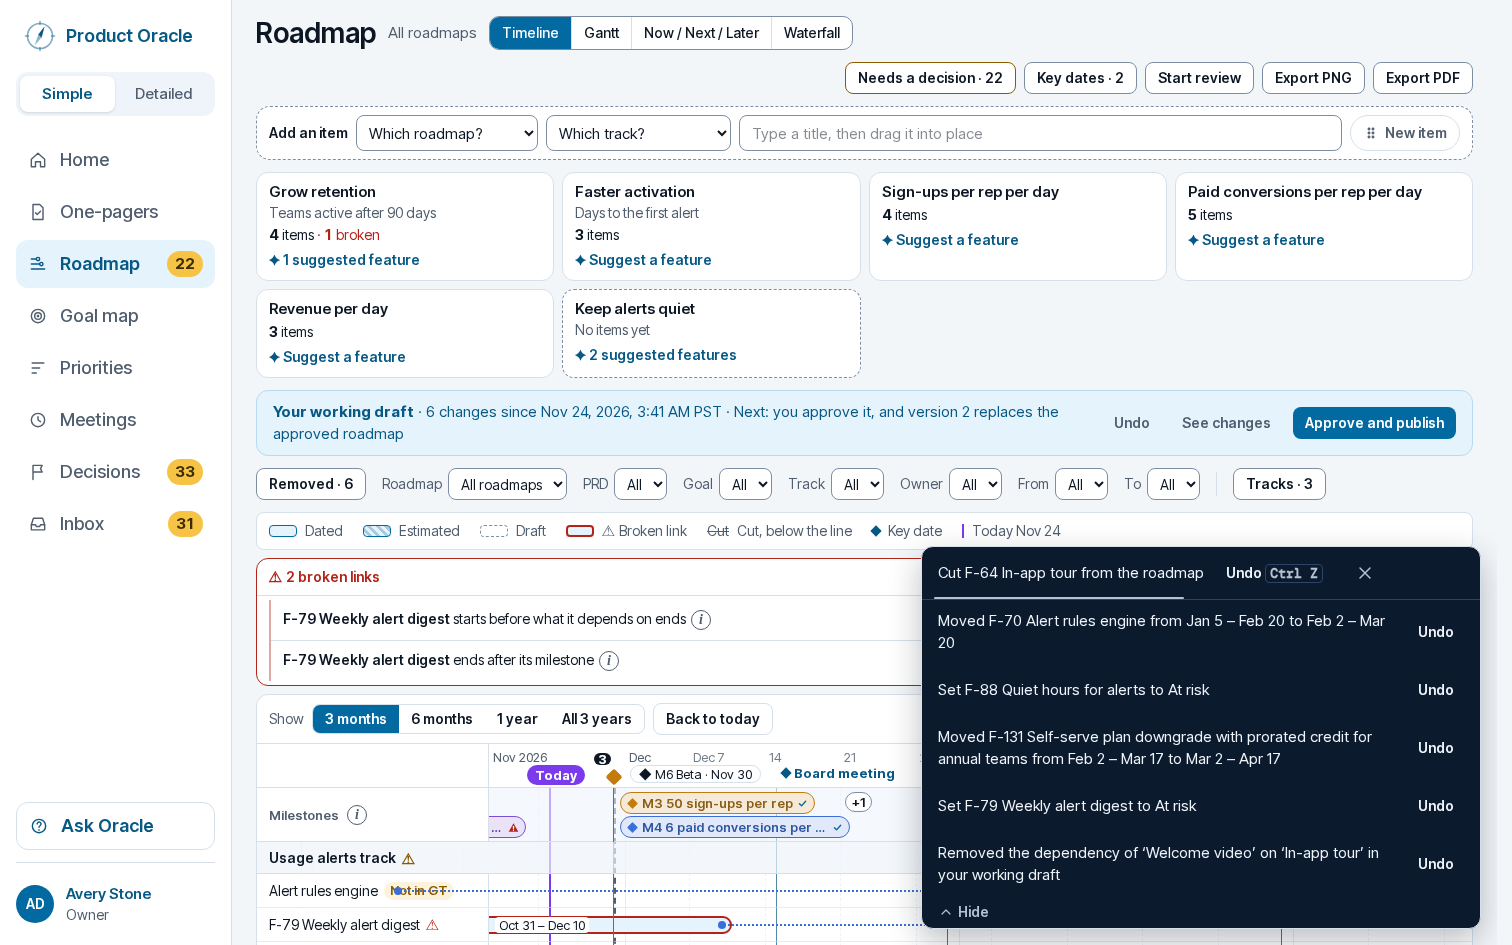 Product Oracle
Simple
Detailed
Home
One-pagers
Roadmap 22
Goal map
Priorities
Meetings
Decisions 33
Inbox 31
Ask Oracle
AD
Avery Stone
Owner
Roadmap All roadmaps Timeline Gantt Now / Next / Later Waterfall
Needs a decision · 22 Key dates · 2 Start review Export PNG Export PDF
Add an item Which roadmap? Which track? Type a title, then drag it into place New item
Grow retention
Teams active after 90 days
4 items · 1 broken
1 suggested feature
Faster activation
Days to the first alert
3 items
Suggest a feature
Sign-ups per rep per day
4 items
Suggest a feature
Paid conversions per rep per day
5 items
Suggest a feature
Revenue per day
3 items
Suggest a feature
Keep alerts quiet
No items yet
2 suggested features
Your working draft · 6 changes since Nov 24, 2026, 3:41 AM PST · Next: you approve it, and version 2 replaces the
approved roadmap
Undo See changes Approve and publish
Removed · 6 Roadmap All roadmaps PRD All Goal All Track All Owner All From All To All Tracks · 3
Dated Estimated Draft ⚠ Broken link Cut Cut, below the line Key date Today Nov 24
⚠ 2 broken links
F-79 Weekly alert digest starts before what it depends on ends i
F-79 Weekly alert digest ends after its milestone i
Show 3 months 6 months 1 year All 3 years Back to today
Nov 2026 3 Dec Dec 7 14 21
Today M6 Beta · Nov 30 Board meeting
Milestones i
M3 50 sign-ups per rep ✓ +1
... M4 6 paid conversions per ... ✓
Usage alerts track ⚠
Alert rules engine Not in GT
F-79 Weekly alert digest ⚠ Oct 31 – Dec 10
Cut F-64 In-app tour from the roadmap Undo Ctrl Z
Moved F-70 Alert rules engine from Jan 5 – Feb 20 to Feb 2 – Mar
20
Undo
Set F-88 Quiet hours for alerts to At risk Undo
Moved F-131 Self-serve plan downgrade with prorated credit for
annual teams from Feb 2 – Mar 17 to Mar 2 – Apr 17
Undo
Set F-79 Weekly alert digest to At risk Undo
Removed the dependency of ‘Welcome video’ on ‘In-app tour’ in
your working draft
Undo
Hide